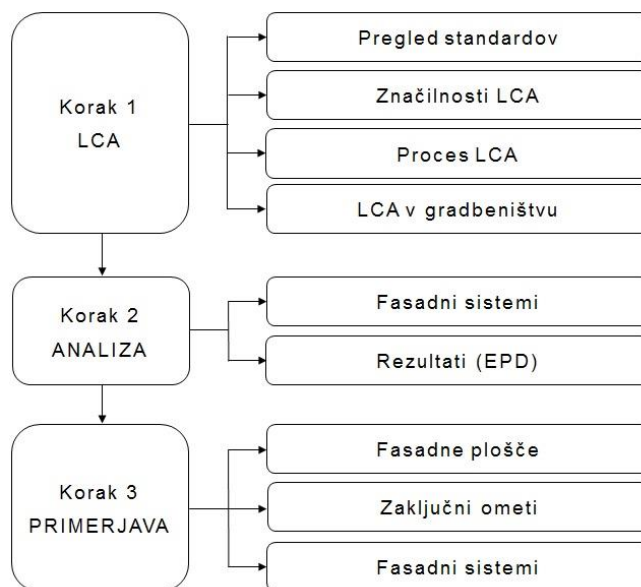 Korak 1
LCA
Pregled standardov
Značilnosti LCA
Proces LCA
LCA v gradbeništvu
Korak 2
ANALIZA
Fasadni sistemi
Rezultati (EPD)
Korak 3
PRIMERJAVA
Fasadne plošče
Zaključni ometi
Fasadni sistemi